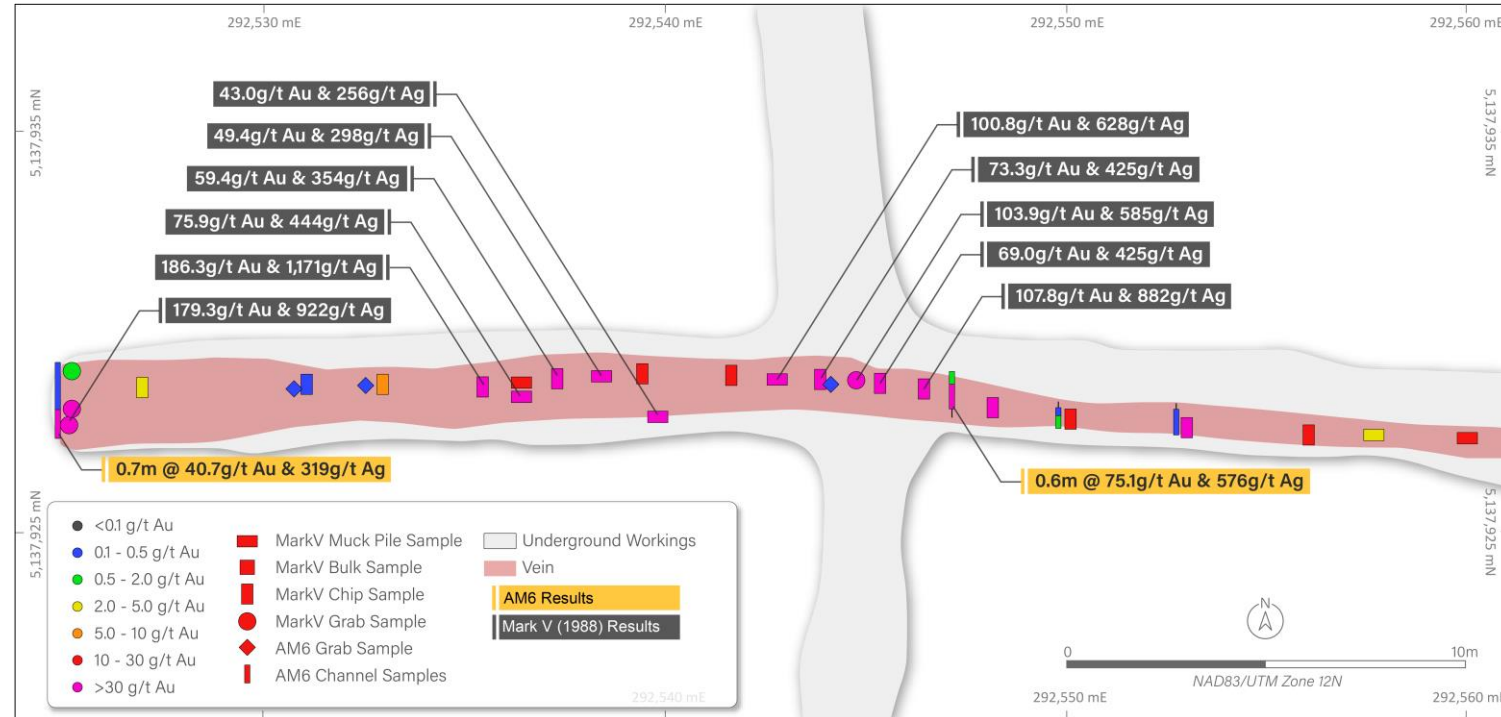 292,530 mE
292,540 mE
292,550 mE
292,560 mE
5,137,935 mN
5,137,935 mN
43.0g/t Au & 256g/t Ag
49.4g/t Au & 298g/t Ag
59.4g/t Au & 354g/t Ag
75.9g/t Au & 444g/t Ag
186.3g/t Au & 1,171g/t Ag
179.3g/t Au & 922g/t Ag
100.8g/t Au & 628g/t Ag
73.3g/t Au & 425g/t Ag
103.9g/t Au & 585g/t Ag
69.0g/t Au & 425g/t Ag
107.8g/t Au & 882g/t Ag
0.7m @ 40.7g/t Au & 319g/t Ag
0.6m @ 75.1g/t Au & 576g/t Ag
5,137,925 mN
5,137,925 mN
<0.1 g/t Au
0.1 - 0.5 g/t Au
0.5 - 2.0 g/t Au
2.0 - 5.0 g/t Au
5.0 - 10 g/t Au
10 - 30 g/t Au
>30 g/t Au
MarkV Muck Pile Sample
MarkV Bulk Sample
MarkV Chip Sample
MarkV Grab Sample
AM6 Grab Sample
AM6 Channel Samples
Underground Workings
Vein
AM6 Results
Mark V (1988) Results
N
0
10m
NAD83/UTM Zone 12N
292,540 mE
292,550 mE
292,560 mE